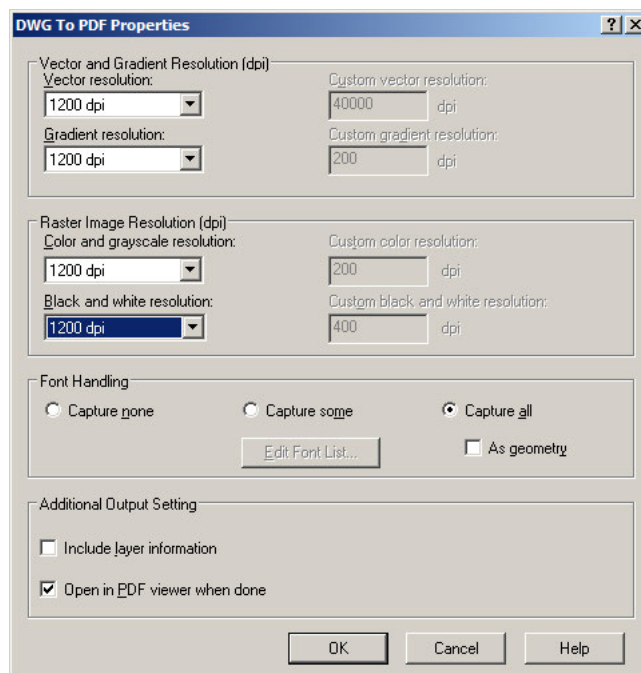 DWG To PDF Properties
Vector and Gradient Resolution (dpi)
Vector resolution:
Custom vector resolution:
1200 dpi
40000 dpi
Gradient resolution:
Custom gradient resolution:
1200 dpi
200 dpi
Raster Image Resolution (dpi)
Color and grayscale resolution:
Custom color resolution:
1200 dpi
200 dpi
Black and white resolution:
Custom black and white resolution:
1200 dpi
400 dpi
Font Handling
Capture none
Capture some
Capture all
Edit Font List...
As geometry
Additional Output Setting
Include layer information
Open in PDF viewer when done
OK
Cancel
Help